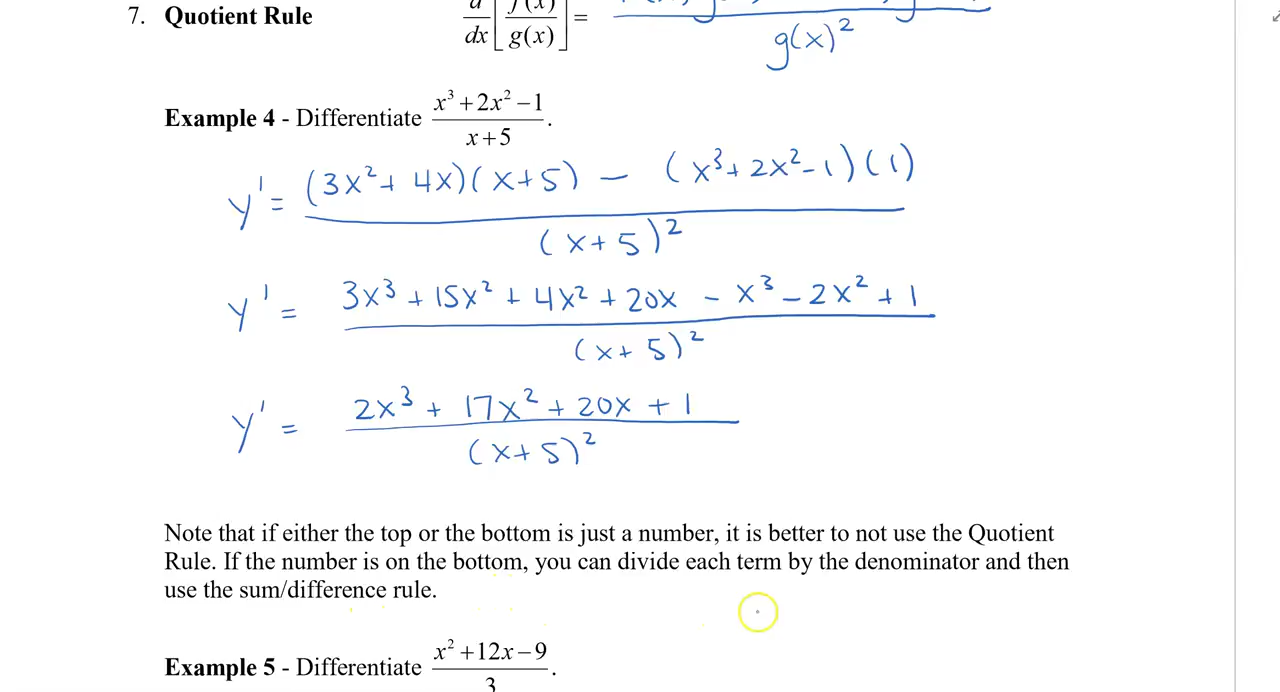 7. Quotient Rule d/dx[f(x)/g(x)] =
g(x)²
Example 4 - Differentiate (x³+2x²−1)/(x+5).
y' = ((3x²+4x)(x+5) − (x³+2x²−1)(1))/(x+5)²
y' = (3x³+15x²+4x²+20x−x³−2x²+1)/(x+5)²
y' = (2x³+17x²+20x+1)/(x+5)²
Note that if either the top or the bottom is just a number, it is better to not use the Quotient
Rule. If the number is on the bottom, you can divide each term by the denominator and then
use the sum/difference rule.
Example 5 - Differentiate (x²+12x−9)/3.